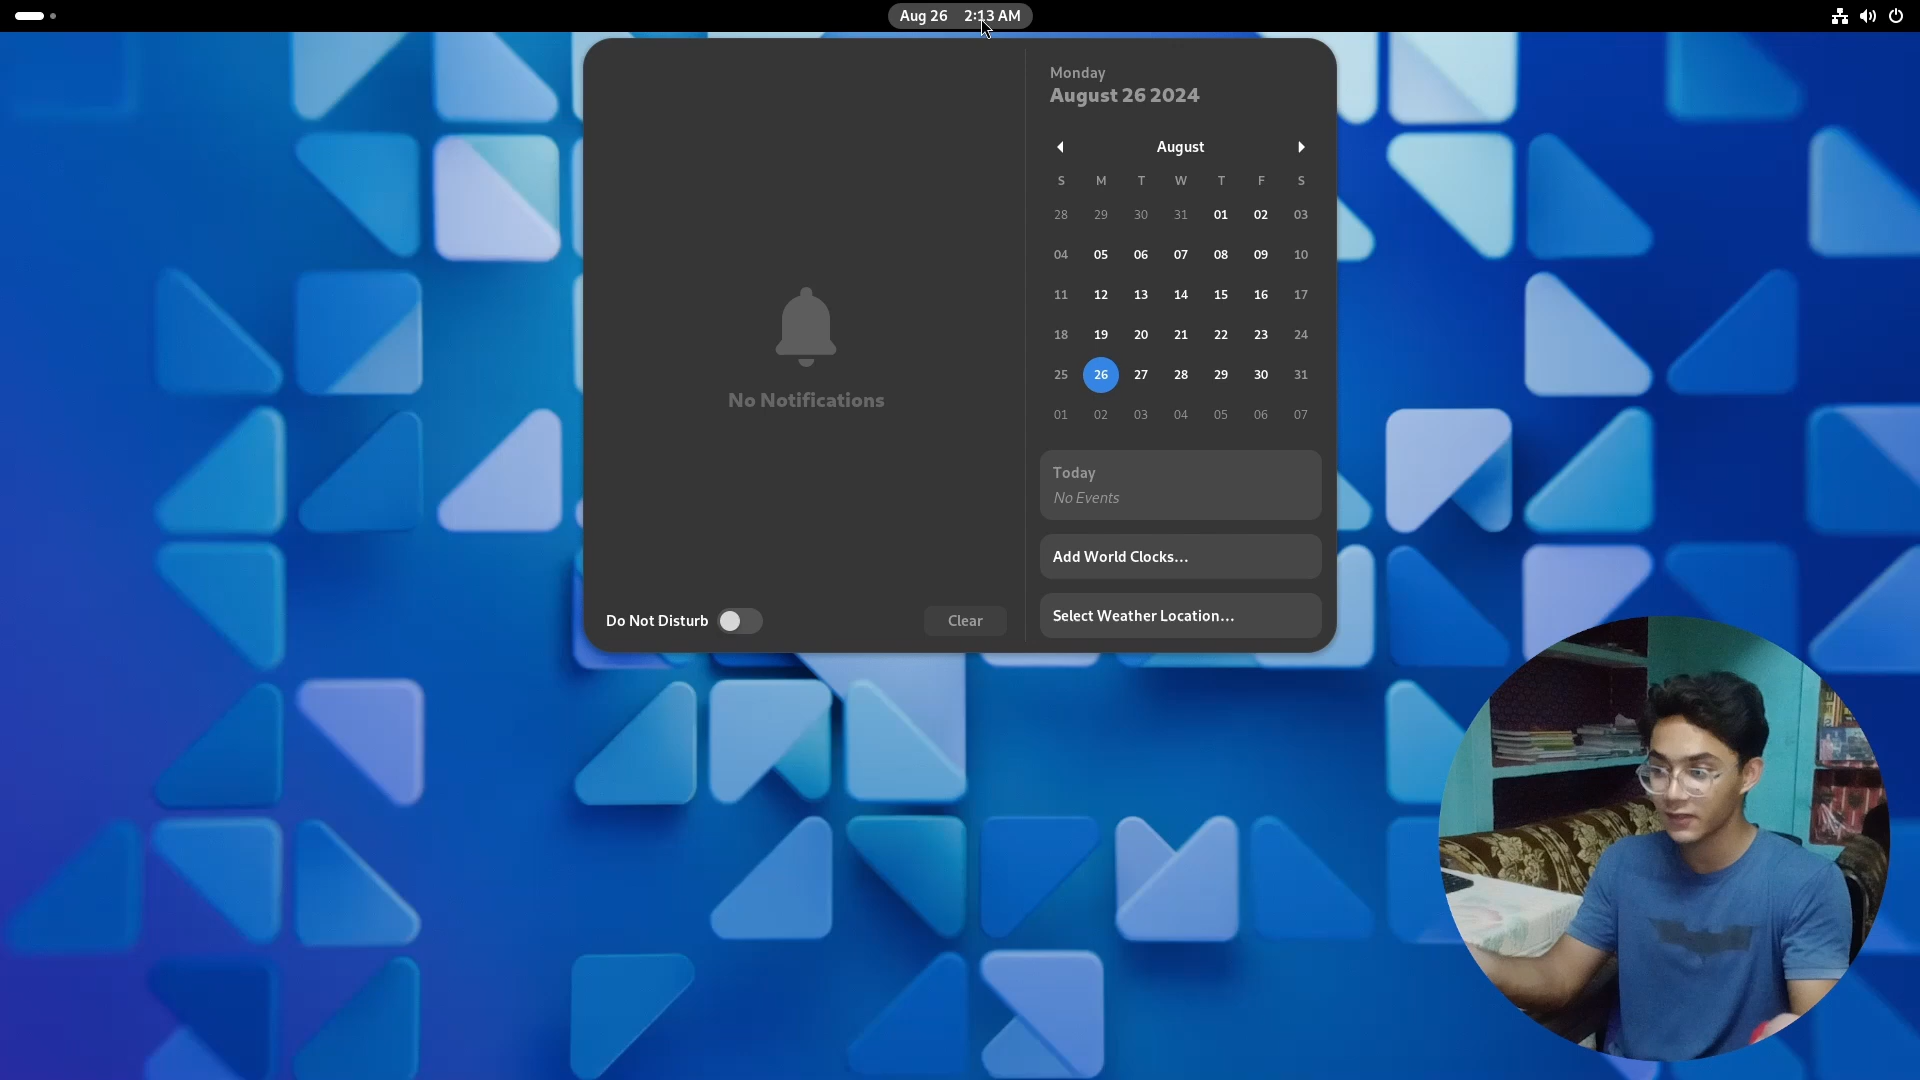 Aug 26 2:13 AM
Monday
August 26 2024
August
S M T W T F S
28 29 30 31 01 02 03
04 05 06 07 08 09 10
11 12 13 14 15 16 17
18 19 20 21 22 23 24
25 26 27 28 29 30 31
01 02 03 04 05 06 07
No Notifications
Today
No Events
Add World Clocks...
Select Weather Location...
Do Not Disturb
Clear